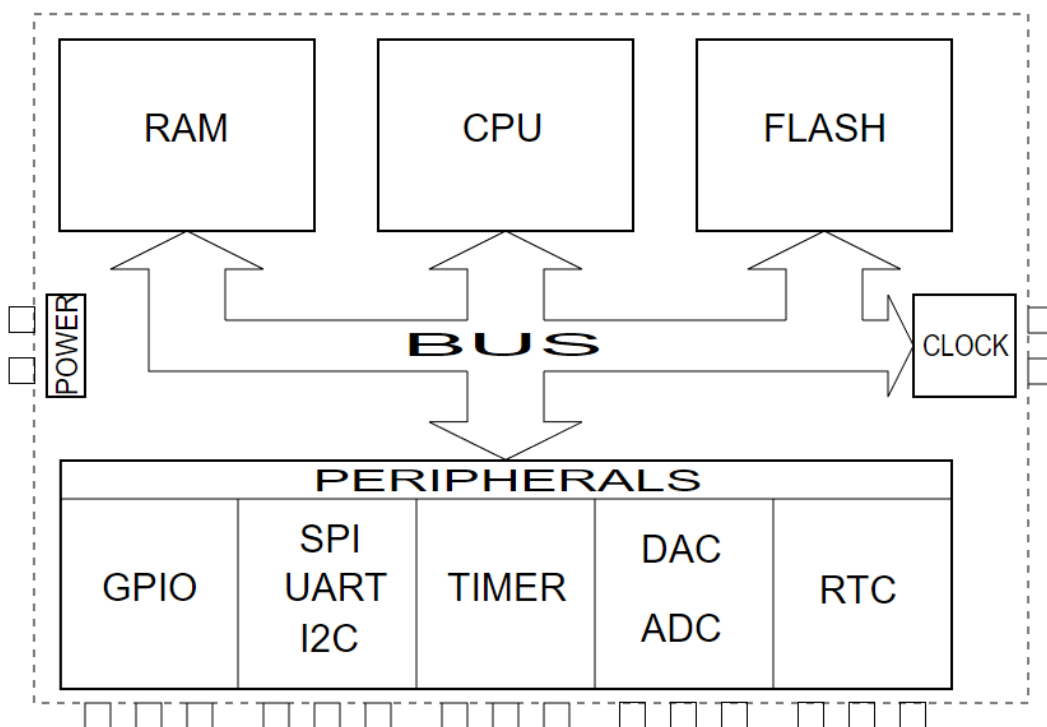 RAM
CPU
FLASH
POWER
BUS
CLOCK
PERIPHERALS
GPIO
SPI
UART
I2C
TIMER
DAC
ADC
RTC